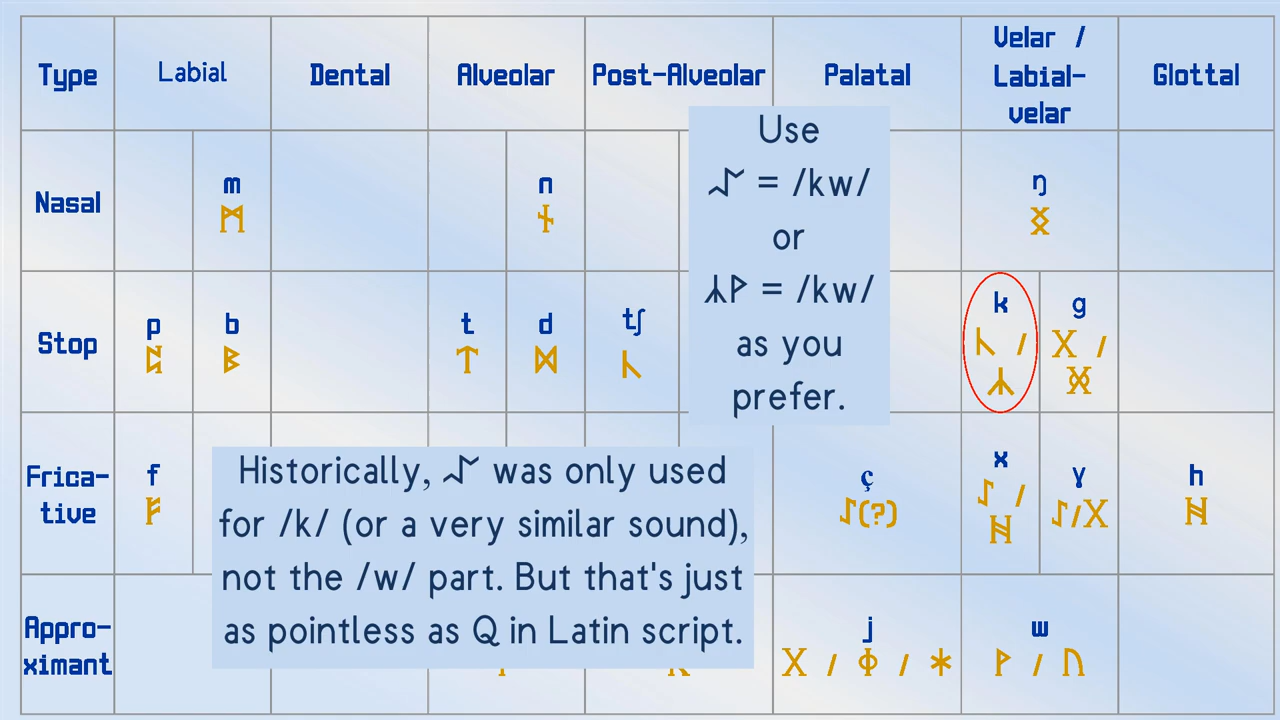 Type Labial Dental Alveolar Post-Alveolar Palatal Velar / Labial-velar Glottal
Nasal m n ŋ
ᛗ ᚾ ᛝ
Stop p b t tʃ d k g
ᛈ ᛒ ᛏ ᚳ ᛞ ᚳ / ᛣ ᚷ / ᚸ
Frica-tive f ç x ɣ h
ᚠ ᛇ(?) ᛇ / ᚻ ᛇ/ᚷ ᚻ
Appro-ximant j w
ᚷ / ᛄ / ᛡ ᚹ / ᚢ
Use
ᛢ = /kw/
or
ᛣᚹ = /kw/
as you
prefer.
Historically, ᛢ was only used
for /k/ (or a very similar sound),
not the /w/ part. But that's just
as pointless as Q in Latin script.